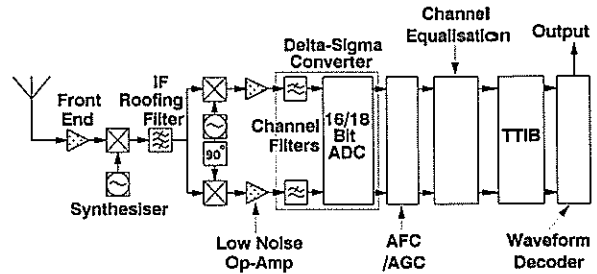 Channel
Equalisation
Output
Delta-Sigma
Converter
Front
End
IF
Roofing
Filter
Synthesiser
90°
Channel
Filters
16/18
Bit
ADC
TTIB
Low Noise
Op-Amp
AFC
/AGC
Waveform
Decoder